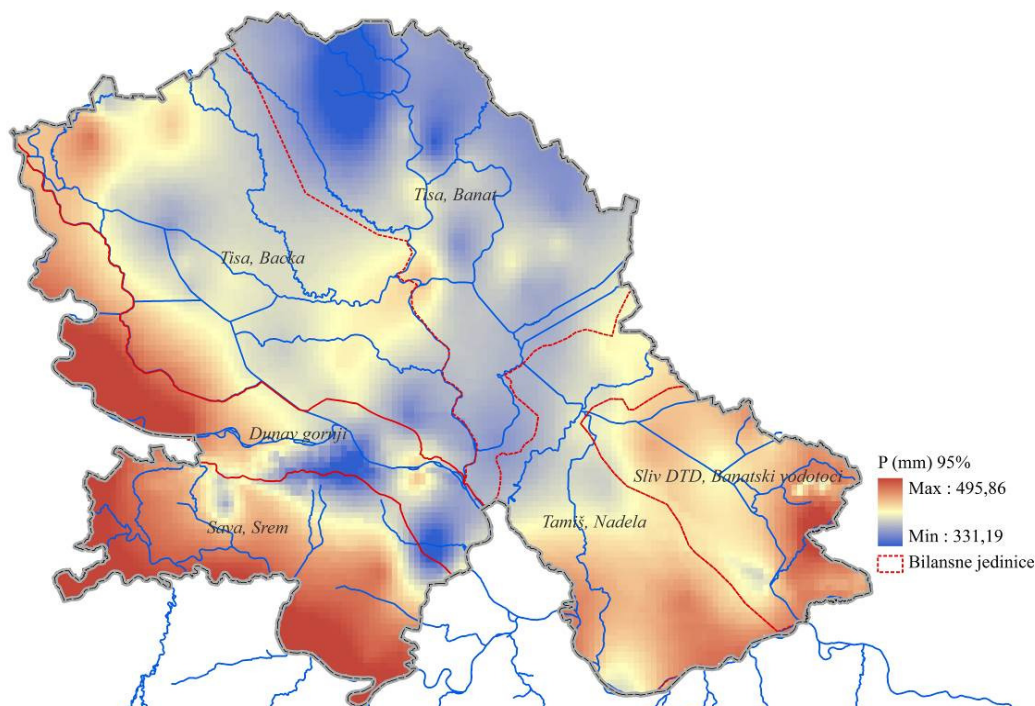 Tisa, Banat
Tisa, Backa
Dunav gornji
Sliv DTD, Banatski vodotoci
Sava, Srem
Tamiš, Nadela
P (mm) 95%
Max : 495,86
Min : 331,19
Bilansne jedinice